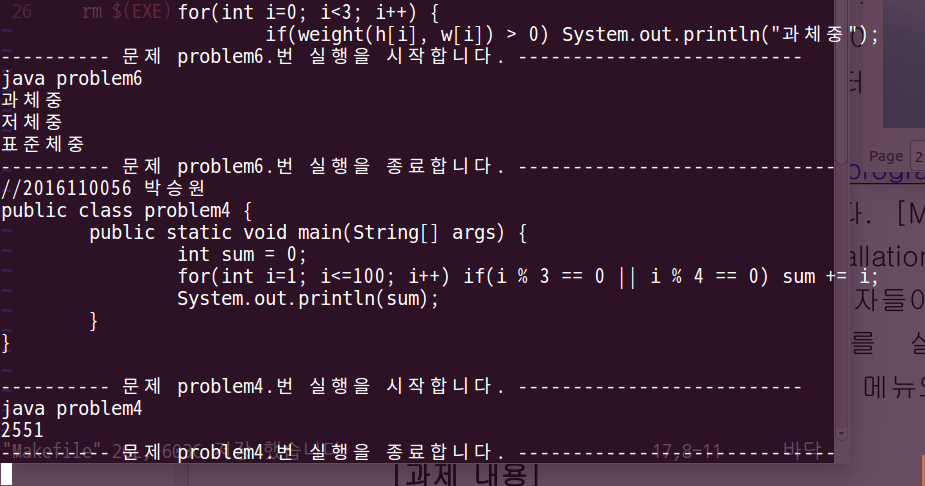 26 rm $(EXE) for(int i=0; i<3; i++) {
if(weight(h[i], w[i]) > 0) System.out.println("과체중");
---------- 문제 problem6.번 실행을 시작합니다. --------------------------
java problem6
과체중
저체중
표준체중
---------- 문제 problem6.번 실행을 종료합니다. -----------------------------
Page 2
//2016110056 박승원
public class problem4 {
public static void main(String[] args) {
int sum = 0;
for(int i=1; i<=100; i++) if(i % 3 == 0 || i % 4 == 0) sum += i;
System.out.println(sum);
}
}
자들이
를 실
메뉴
---------- 문제 problem4.번 실행을 시작합니다. --------------------------
java problem4
2551
"Makefile" 17,8-11 바닥
---------- 문제 problem4.번 실행을 종료합니다. -----------------------------
[과제 내용]